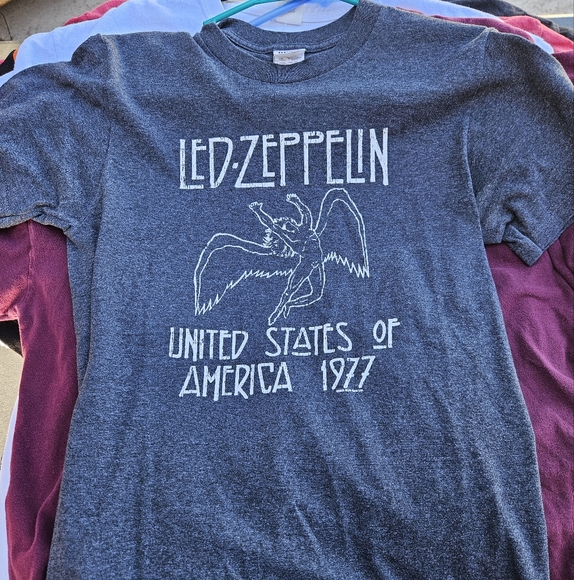 LED-ZEPPELIN
UNITED STATES OF
AMERICA 1977